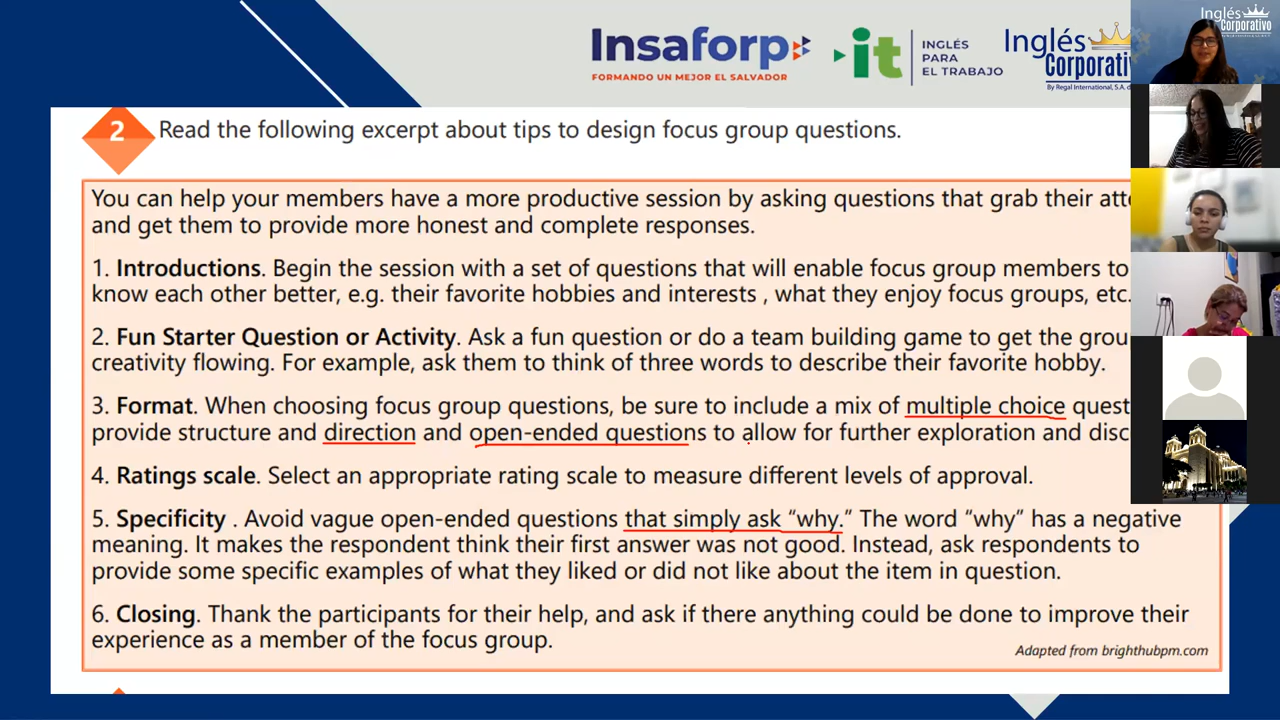 Insaforp
FORMANDO UN MEJOR EL SALVADOR
it
INGLÉS
PARA
EL TRABAJO
Inglés
Corporativ
By Regal International, S.A. d
Inglés
Corporativo
2
Read the following excerpt about tips to design focus group questions.
You can help your members have a more productive session by asking questions that grab their atte
and get them to provide more honest and complete responses.
1. Introductions. Begin the session with a set of questions that will enable focus group members to
know each other better, e.g. their favorite hobbies and interests , what they enjoy focus groups, etc.
2. Fun Starter Question or Activity. Ask a fun question or do a team building game to get the grou
creativity flowing. For example, ask them to think of three words to describe their favorite hobby.
3. Format. When choosing focus group questions, be sure to include a mix of multiple choice quest
provide structure and direction and open-ended questions to allow for further exploration and disc
4. Ratings scale. Select an appropriate rating scale to measure different levels of approval.
5. Specificity . Avoid vague open-ended questions that simply ask “why.” The word “why” has a negative
meaning. It makes the respondent think their first answer was not good. Instead, ask respondents to
provide some specific examples of what they liked or did not like about the item in question.
6. Closing. Thank the participants for their help, and ask if there anything could be done to improve their
experience as a member of the focus group.
Adapted from brighthubpm.com